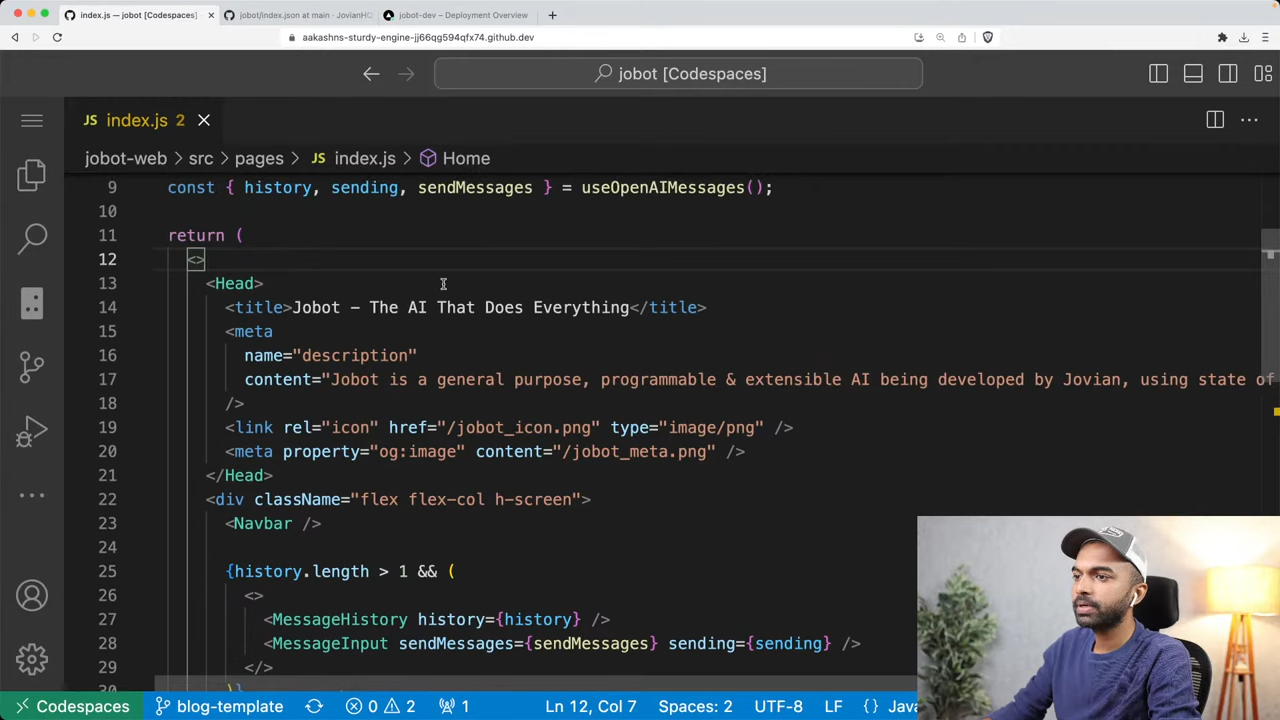 index.js — jobot [Codespaces]
jobot/index.json at main · JovianHQ
jobot-dev – Deployment Overview
aakashns-sturdy-engine-jj66qg594qfx74.github.dev
jobot [Codespaces]
JS index.js 2
jobot-web > src > pages > JS index.js > Home
9 const { history, sending, sendMessages } = useOpenAIMessages();
10
11 return (
12 <>
13 <Head>
14 <title>Jobot – The AI That Does Everything</title>
15 <meta
16 name="description"
17 content="Jobot is a general purpose, programmable & extensible AI being developed by Jovian, using state of
18 />
19 <link rel="icon" href="/jobot_icon.png" type="image/png" />
20 <meta property="og:image" content="/jobot_meta.png" />
21 </Head>
22 <div className="flex flex-col h-screen">
23 <Navbar />
24
25 {history.length > 1 && (
26 <>
27 <MessageHistory history={history} />
28 <MessageInput sendMessages={sendMessages} sending={sending} />
29 </>
30 )}
Codespaces blog-template 0 2 1 Ln 12, Col 7 Spaces: 2 UTF-8 LF {} Java